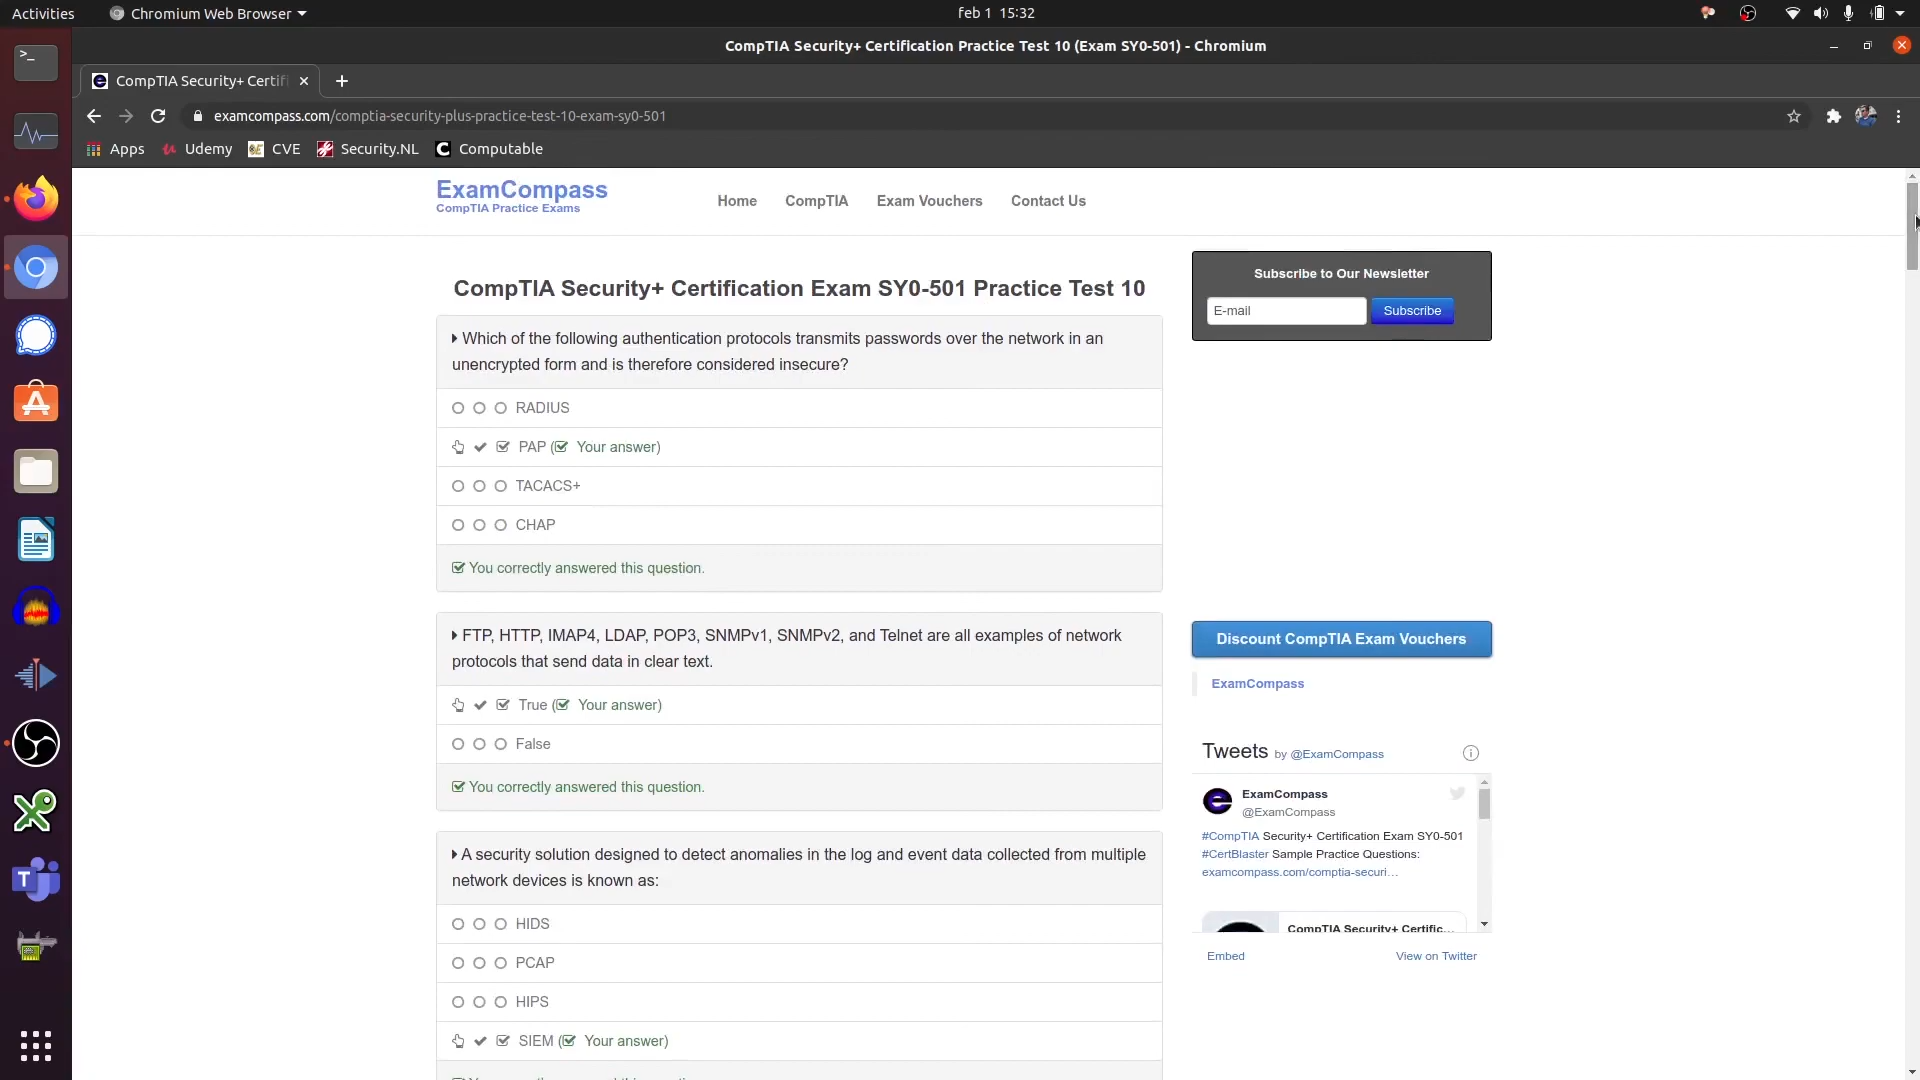 Activities
Chromium Web Browser
feb 1 15:32
CompTIA Security+ Certification Practice Test 10 (Exam SY0-501) - Chromium
CompTIA Security+ Certif
examcompass.com/comptia-security-plus-practice-test-10-exam-sy0-501
Apps
Udemy
CVE
Security.NL
Computable
ExamCompass
CompTIA Practice Exams
Home
CompTIA
Exam Vouchers
Contact Us
CompTIA Security+ Certification Exam SY0-501 Practice Test 10
Which of the following authentication protocols transmits passwords over the network in an
unencrypted form and is therefore considered insecure?
RADIUS
PAP ( Your answer)
TACACS+
CHAP
You correctly answered this question.
FTP, HTTP, IMAP4, LDAP, POP3, SNMPv1, SNMPv2, and Telnet are all examples of network
protocols that send data in clear text.
True ( Your answer)
False
You correctly answered this question.
A security solution designed to detect anomalies in the log and event data collected from multiple
network devices is known as:
HIDS
PCAP
HIPS
SIEM ( Your answer)
Subscribe to Our Newsletter
E-mail
Subscribe
Discount CompTIA Exam Vouchers
ExamCompass
Tweets by @ExamCompass
ExamCompass
@ExamCompass
#CompTIA Security+ Certification Exam SY0-501
#CertBlaster Sample Practice Questions:
examcompass.com/comptia-securi…
CompTIA Security+ Certific...
Embed
View on Twitter